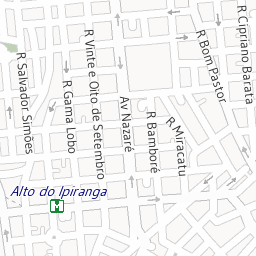 R Salvador Simões
R Gama Lobo
R Vinte e Oito de Setembro
Av Nazaré
R Bamboré
R Miracatu
R Bom Pastor
R Cipriano Barata
Alto do Ipiranga
M